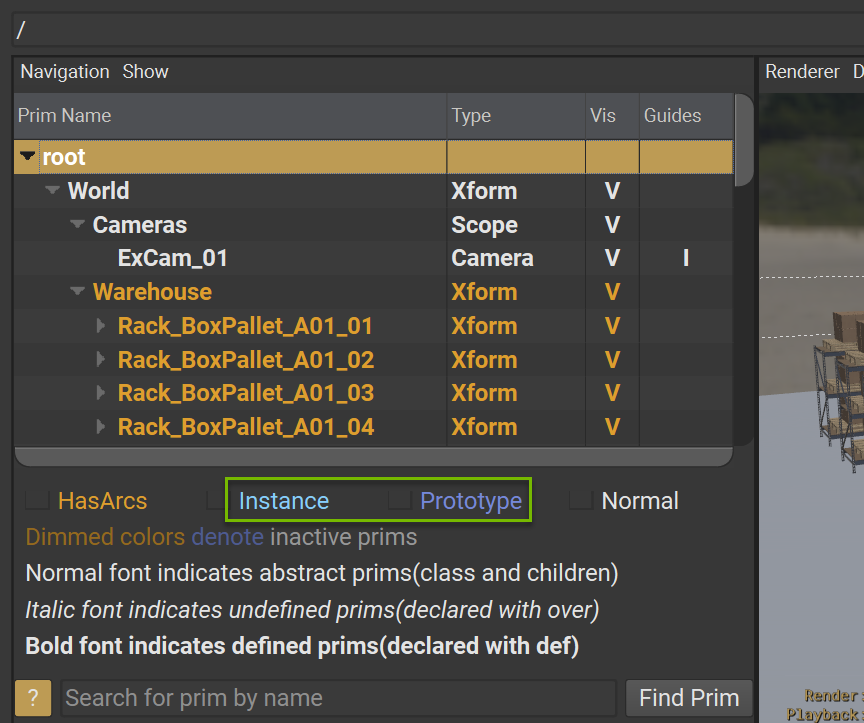 /
Navigation Show
Renderer D
Prim Name Type Vis Guides
root
World Xform V
Cameras Scope V
ExCam_01 Camera V I
Warehouse Xform V
Rack_BoxPallet_A01_01 Xform V
Rack_BoxPallet_A01_02 Xform V
Rack_BoxPallet_A01_03 Xform V
Rack_BoxPallet_A01_04 Xform V
HasArcs Instance Prototype Normal
Dimmed colors denote inactive prims
Normal font indicates abstract prims(class and children)
Italic font indicates undefined prims(declared with over)
Bold font indicates defined prims(declared with def)
? Search for prim by name Find Prim
Render
Playback